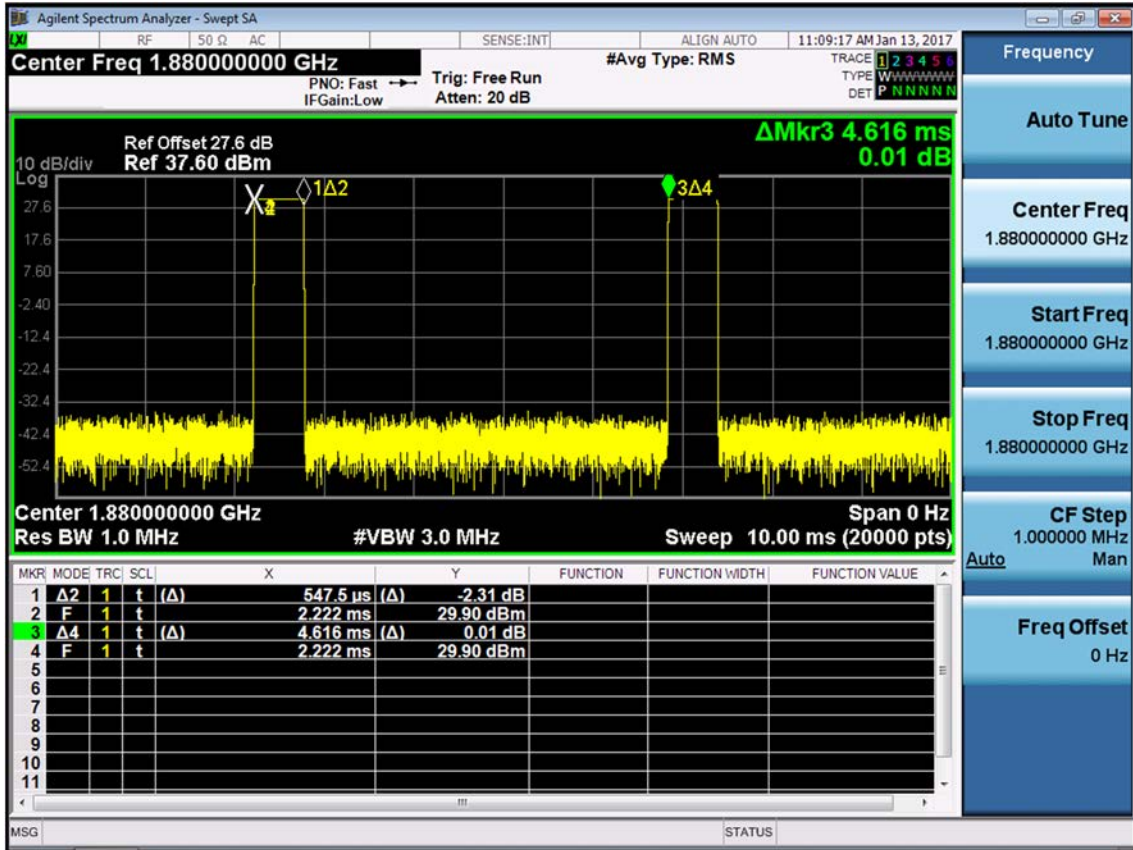 Agilent Spectrum Analyzer - Swept SA
LXI RF 50 Ω AC SENSE:INT ALIGN AUTO 11:09:17 AM Jan 13, 2017
Center Freq 1.880000000 GHz #Avg Type: RMS TRACE 1 2 3 4 5 6
PNO: Fast Trig: Free Run TYPE WWWWWW
IFGain:Low Atten: 20 dB DET P N N N N N
ΔMkr3 4.616 ms
0.01 dB
Ref Offset 27.6 dB
10 dB/div Ref 37.60 dBm
Log
1Δ2 3Δ4
27.6
17.6
7.60
-2.40
-12.4
-22.4
-32.4
-42.4
-52.4
Center 1.880000000 GHz Span 0 Hz
Res BW 1.0 MHz #VBW 3.0 MHz Sweep 10.00 ms (20000 pts)
MKR MODE TRC SCL X Y FUNCTION FUNCTION WIDTH FUNCTION VALUE
1 Δ2 1 t (Δ) 547.5 µs (Δ) -2.31 dB
2 F 1 t 2.222 ms 29.90 dBm
3 Δ4 1 t (Δ) 4.616 ms (Δ) 0.01 dB
4 F 1 t 2.222 ms 29.90 dBm
5
6
7
8
9
10
11
MSG STATUS
Frequency
Auto Tune
Center Freq
1.880000000 GHz
Start Freq
1.880000000 GHz
Stop Freq
1.880000000 GHz
CF Step
1.000000 MHz
Auto Man
Freq Offset
0 Hz